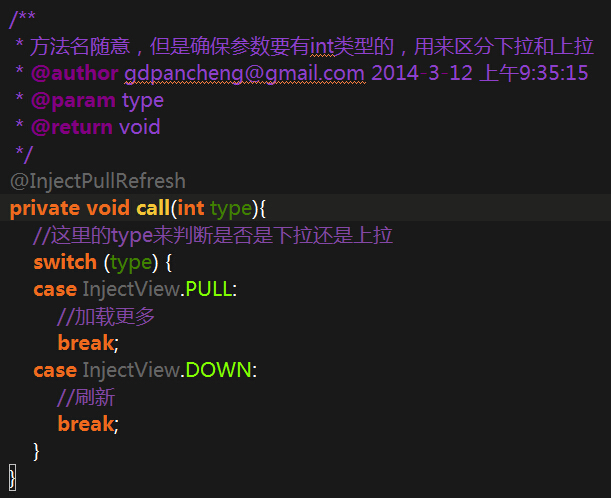 /**
 * 方法名随意，但是确保参数要有int类型的，用来区分下拉和上拉
 * @author gdpancheng@gmail.com 2014-3-12 上午9:35:15
 * @param type
 * @return void
 */
@InjectPullRefresh
private void call(int type){
    //这里的type来判断是否是下拉还是上拉
    switch (type) {
    case InjectView.PULL:
        //加载更多
        break;
    case InjectView.DOWN:
        //刷新
        break;
    }
}